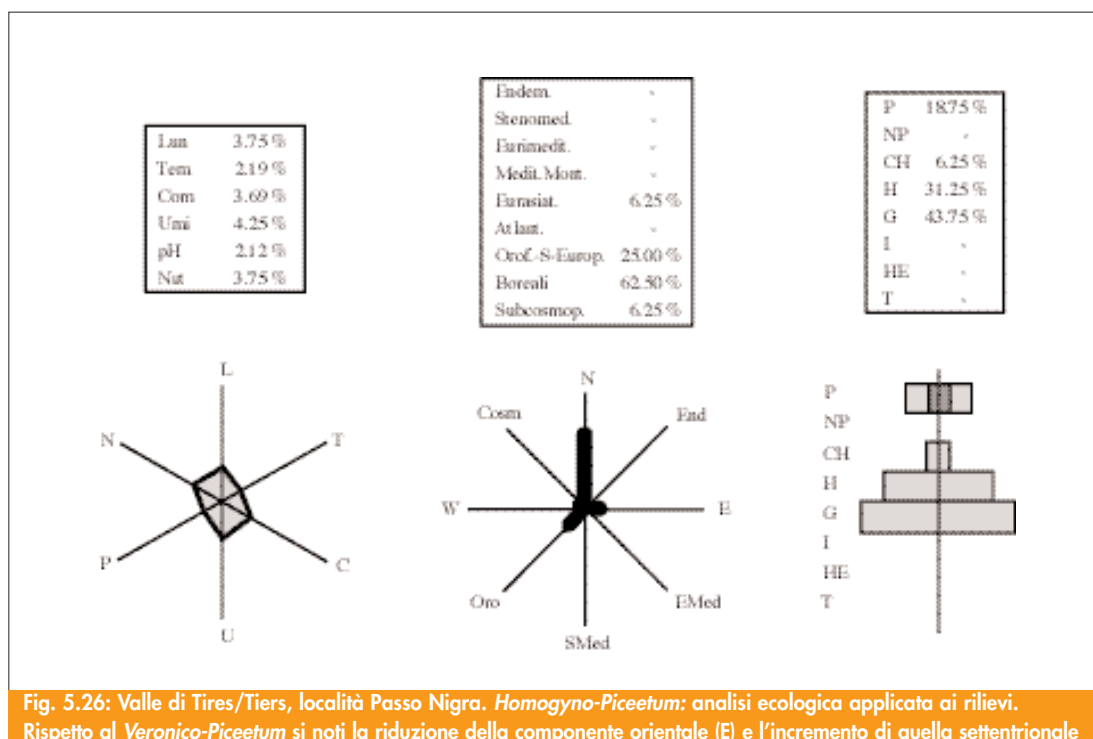 Lun 3.75 %
Tem 2.19 %
Con 3.69 %
Umi 4.25 %
pH 2.12 %
Nut 3.75 %
Endem. -
Stenomed. -
Eurimedit. -
Medit. Mont. -
Eurasiat. 6.25 %
Atlant. -
Orof.-S-Europ. 25.00 %
Boreali 62.50 %
Subcosmop. 6.25 %
P 18.75 %
NP -
CH 6.25 %
H 31.25 %
G 43.75 %
I -
HE -
T -
L
T
C
U
P
N
N
End
E
EMed
SMed
Oro
W
Cosm
P
NP
CH
H
G
I
HE
T
Fig. 5.26: Valle di Tires/Tiers, località Passo Nigra. Homogyno-Piceetum: analisi ecologica applicata ai rilievi.
Rispetto al Veronico-Piceetum si noti la riduzione della componente orientale (E) e l'incremento di quella settentrionale